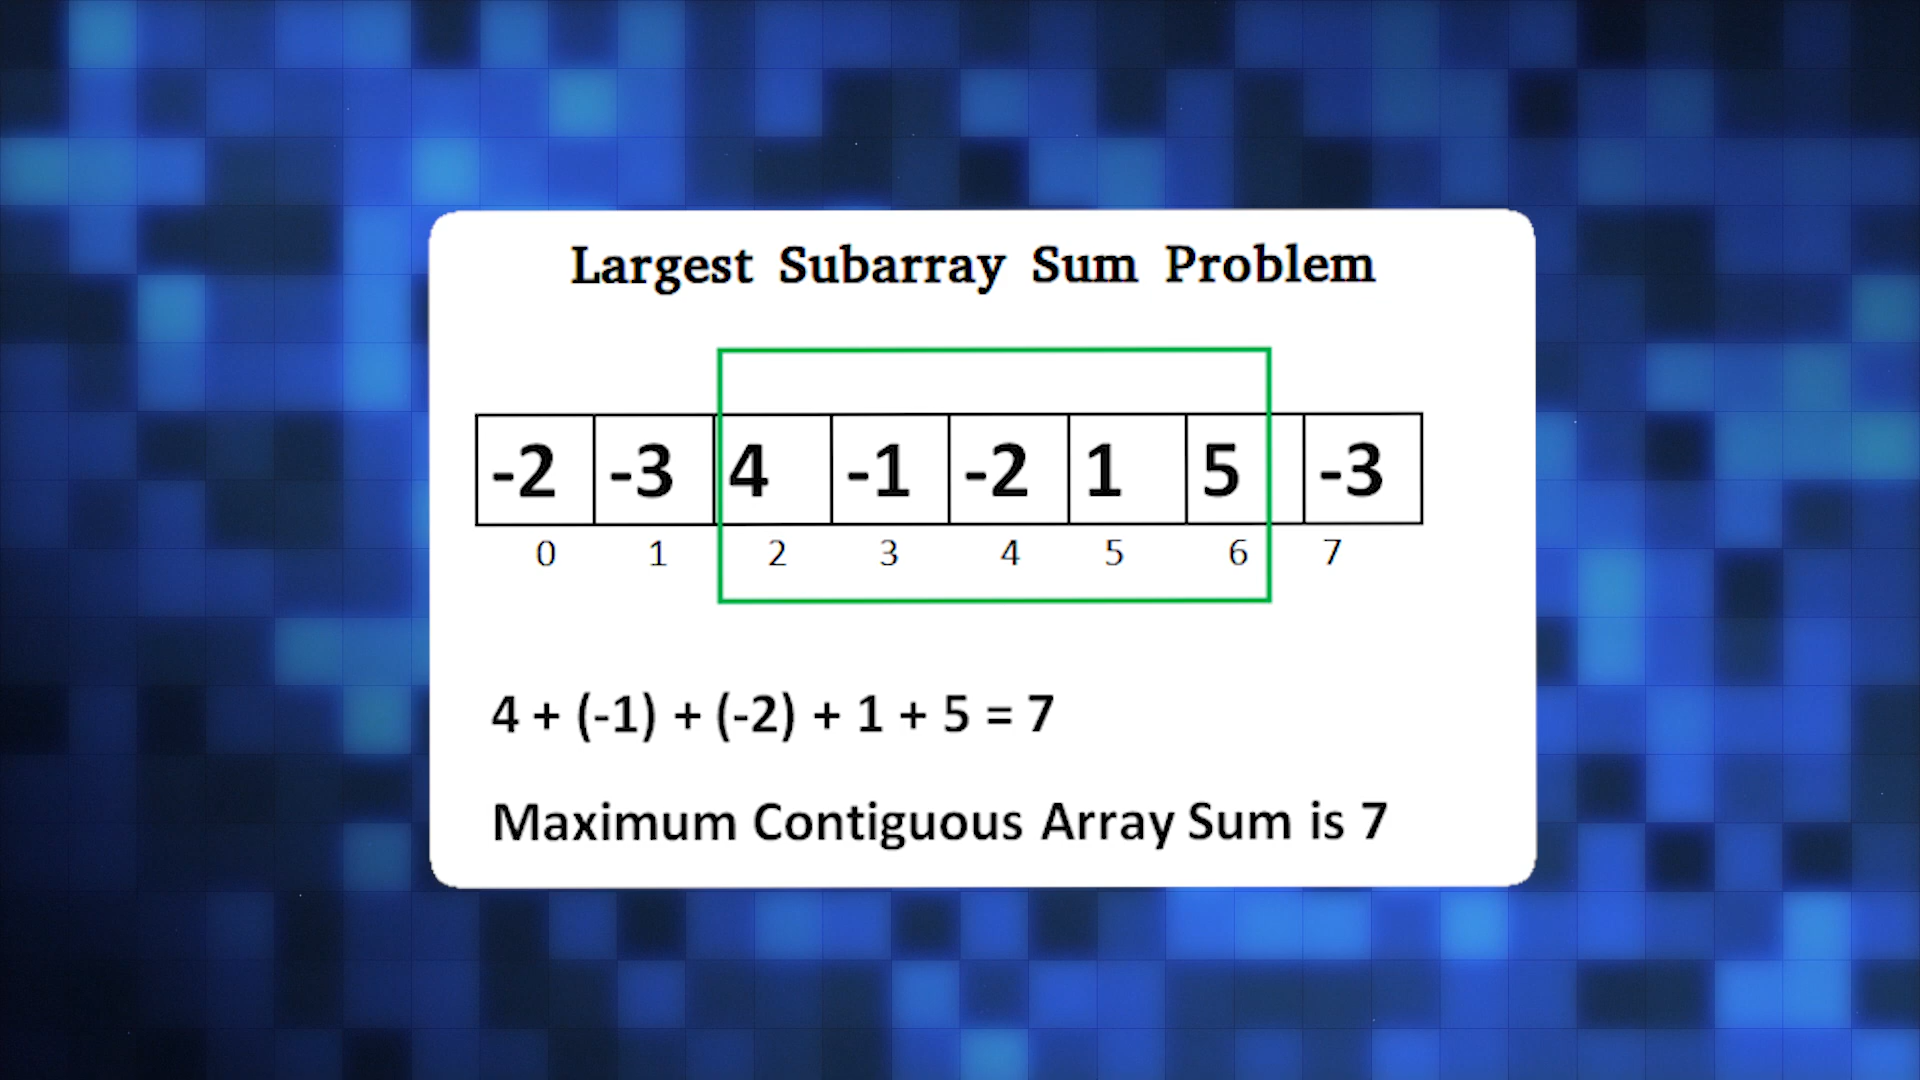 Largest Subarray Sum Problem
-2 -3 4 -1 -2 1 5 -3
0 1 2 3 4 5 6 7
4 + (-1) + (-2) + 1 + 5 = 7
Maximum Contiguous Array Sum is 7